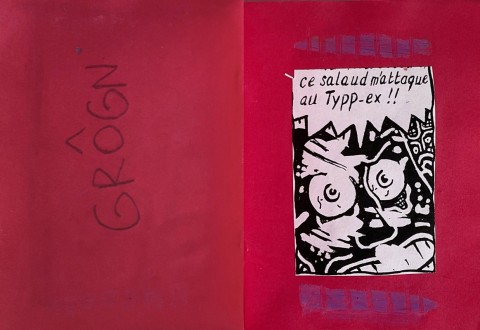 GRÔGN
ce salaud m'attaque
au Typp-ex !!